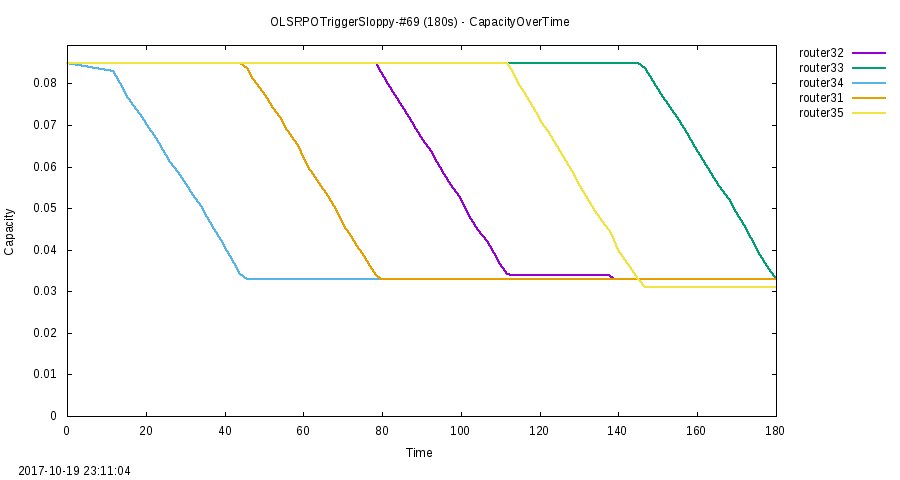 OLSRPOTriggerSloppy-#69 (180s) - CapacityOverTime
router32
router33
router34
router31
router35
Capacity
0.08
0.07
0.06
0.05
0.04
0.03
0.02
0.01
0
0 20 40 60 80 100 120 140 160 180
Time
2017-10-19 23:11:04